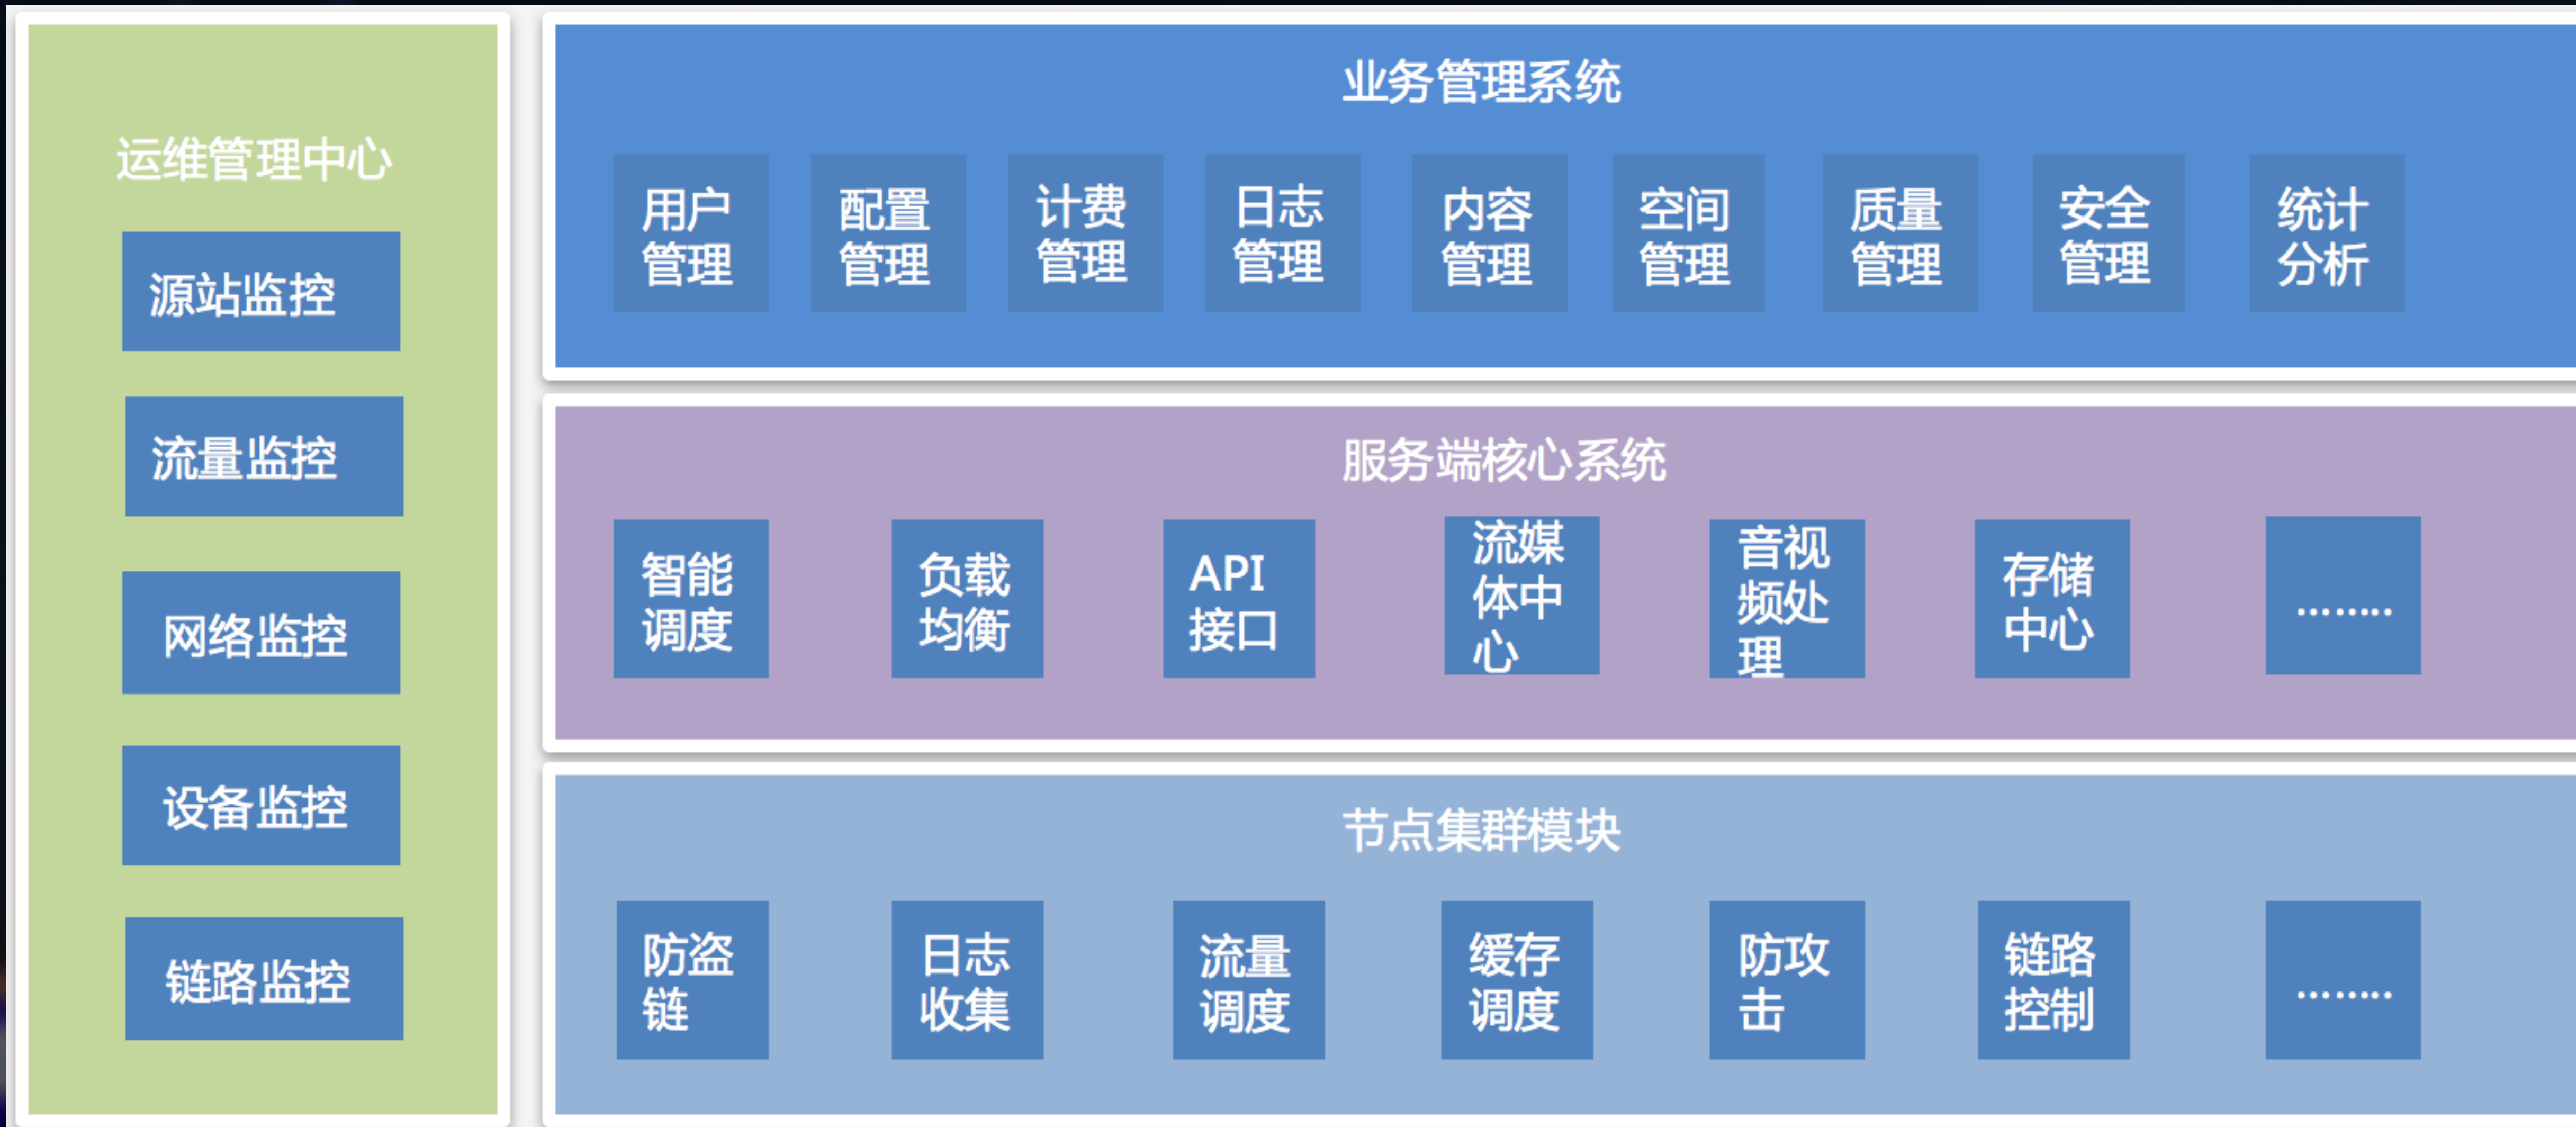 运维管理中心
源站监控
流量监控
网络监控
设备监控
链路监控
业务管理系统
用户
管理
配置
管理
计费
管理
日志
管理
内容
管理
空间
管理
质量
管理
安全
管理
统计
分析
服务端核心系统
智能
调度
负载
均衡
API
接口
流媒
体中
心
音视
频处
理
存储
中心
........
节点集群模块
防盗
链
日志
收集
流量
调度
缓存
调度
防攻
击
链路
控制
........